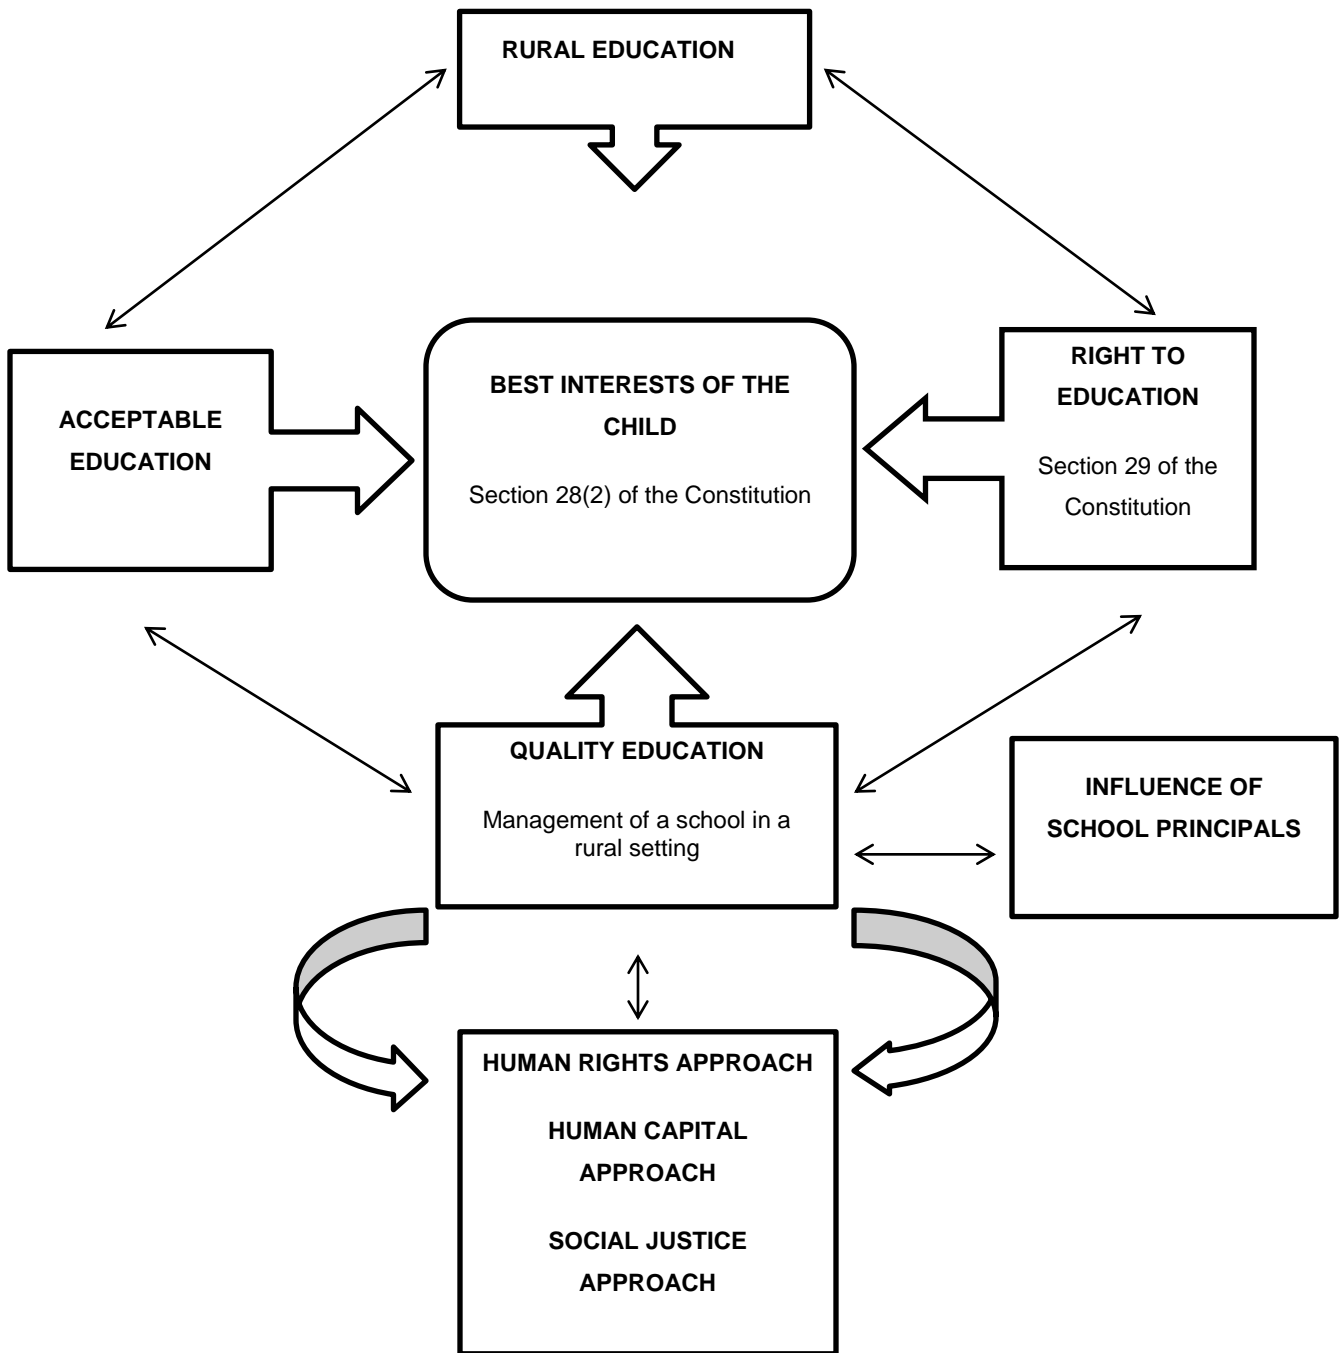 RURAL EDUCATION
ACCEPTABLE
EDUCATION
BEST INTERESTS OF THE
CHILD
Section 28(2) of the Constitution
RIGHT TO
EDUCATION
Section 29 of the
Constitution
QUALITY EDUCATION
Management of a school in a
rural setting
INFLUENCE OF
SCHOOL PRINCIPALS
HUMAN RIGHTS APPROACH
HUMAN CAPITAL
APPROACH
SOCIAL JUSTICE
APPROACH